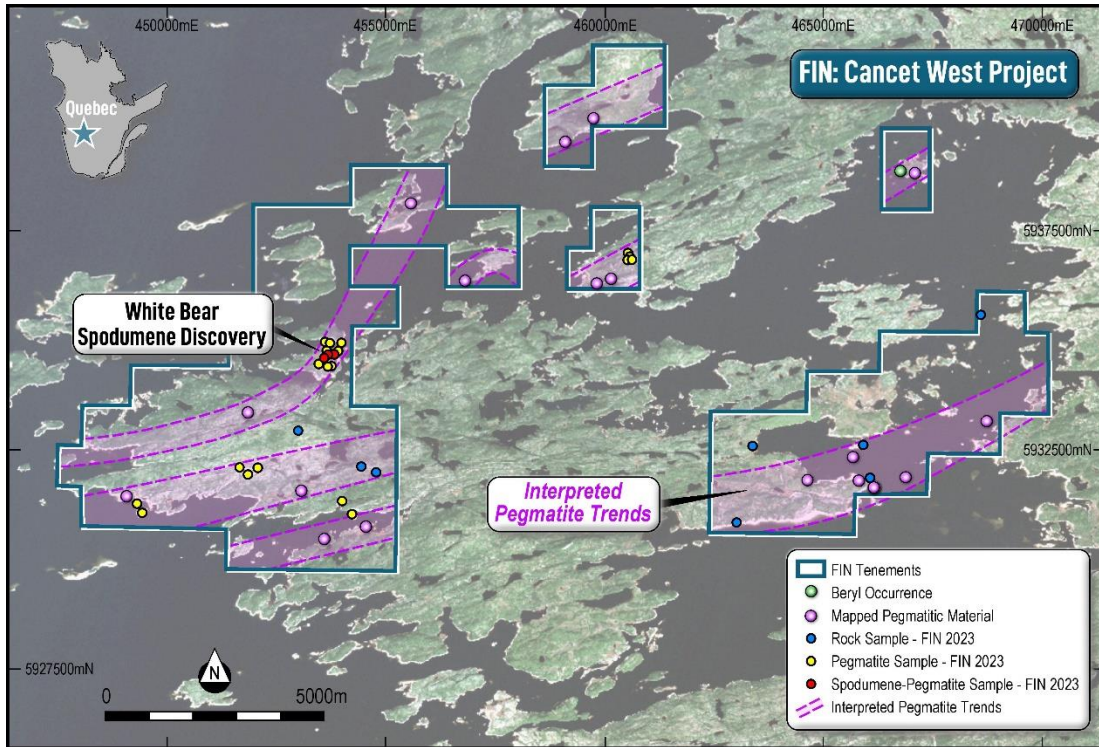 450000mE
455000mE
460000mE
465000mE
470000mE
FIN: Cancet West Project
Quebec
5937500mN
White Bear
Spodumene Discovery
5932500mN
Interpreted
Pegmatite Trends
FIN Tenements
Beryl Occurrence
Mapped Pegmatitic Material
Rock Sample - FIN 2023
Pegmatite Sample - FIN 2023
Spodumene-Pegmatite Sample - FIN 2023
Interpreted Pegmatite Trends
5927500mN
N
0
5000m